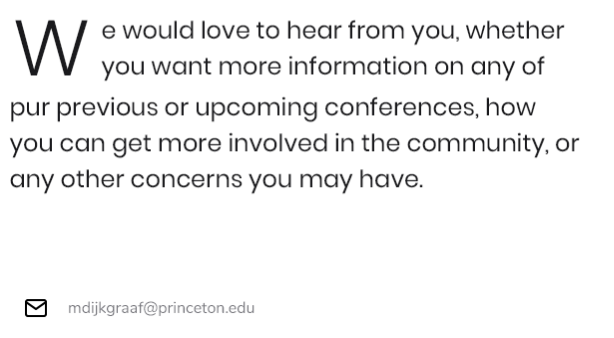 We would love to hear from you, whether
you want more information on any of
pur previous or upcoming conferences, how
you can get more involved in the community, or
any other concerns you may have.
mdijkgraaf@princeton.edu